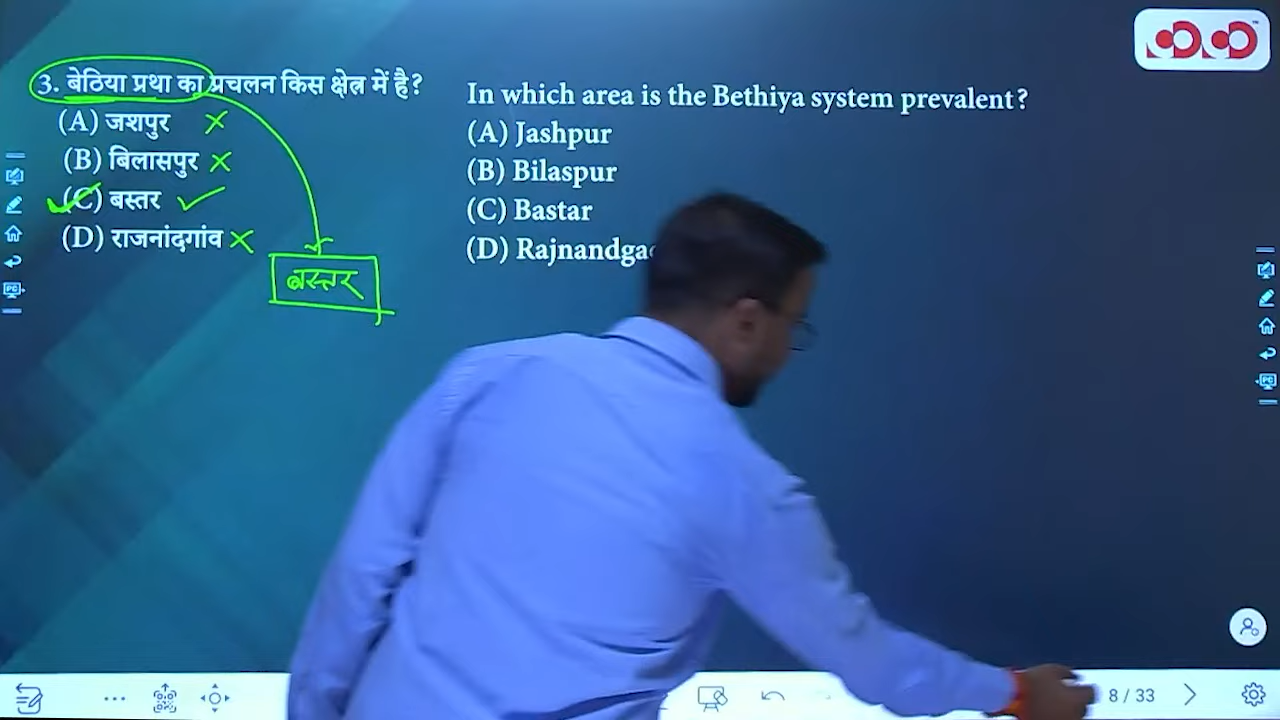 3. बेठिया प्रथा का प्रचलन किस क्षेत्र में है?
(A) जशपुर
(B) बिलासपुर
(C) बस्तर
(D) राजनांदगांव
बस्तर
In which area is the Bethiya system prevalent?
(A) Jashpur
(B) Bilaspur
(C) Bastar
(D) Rajnandga
8 / 33